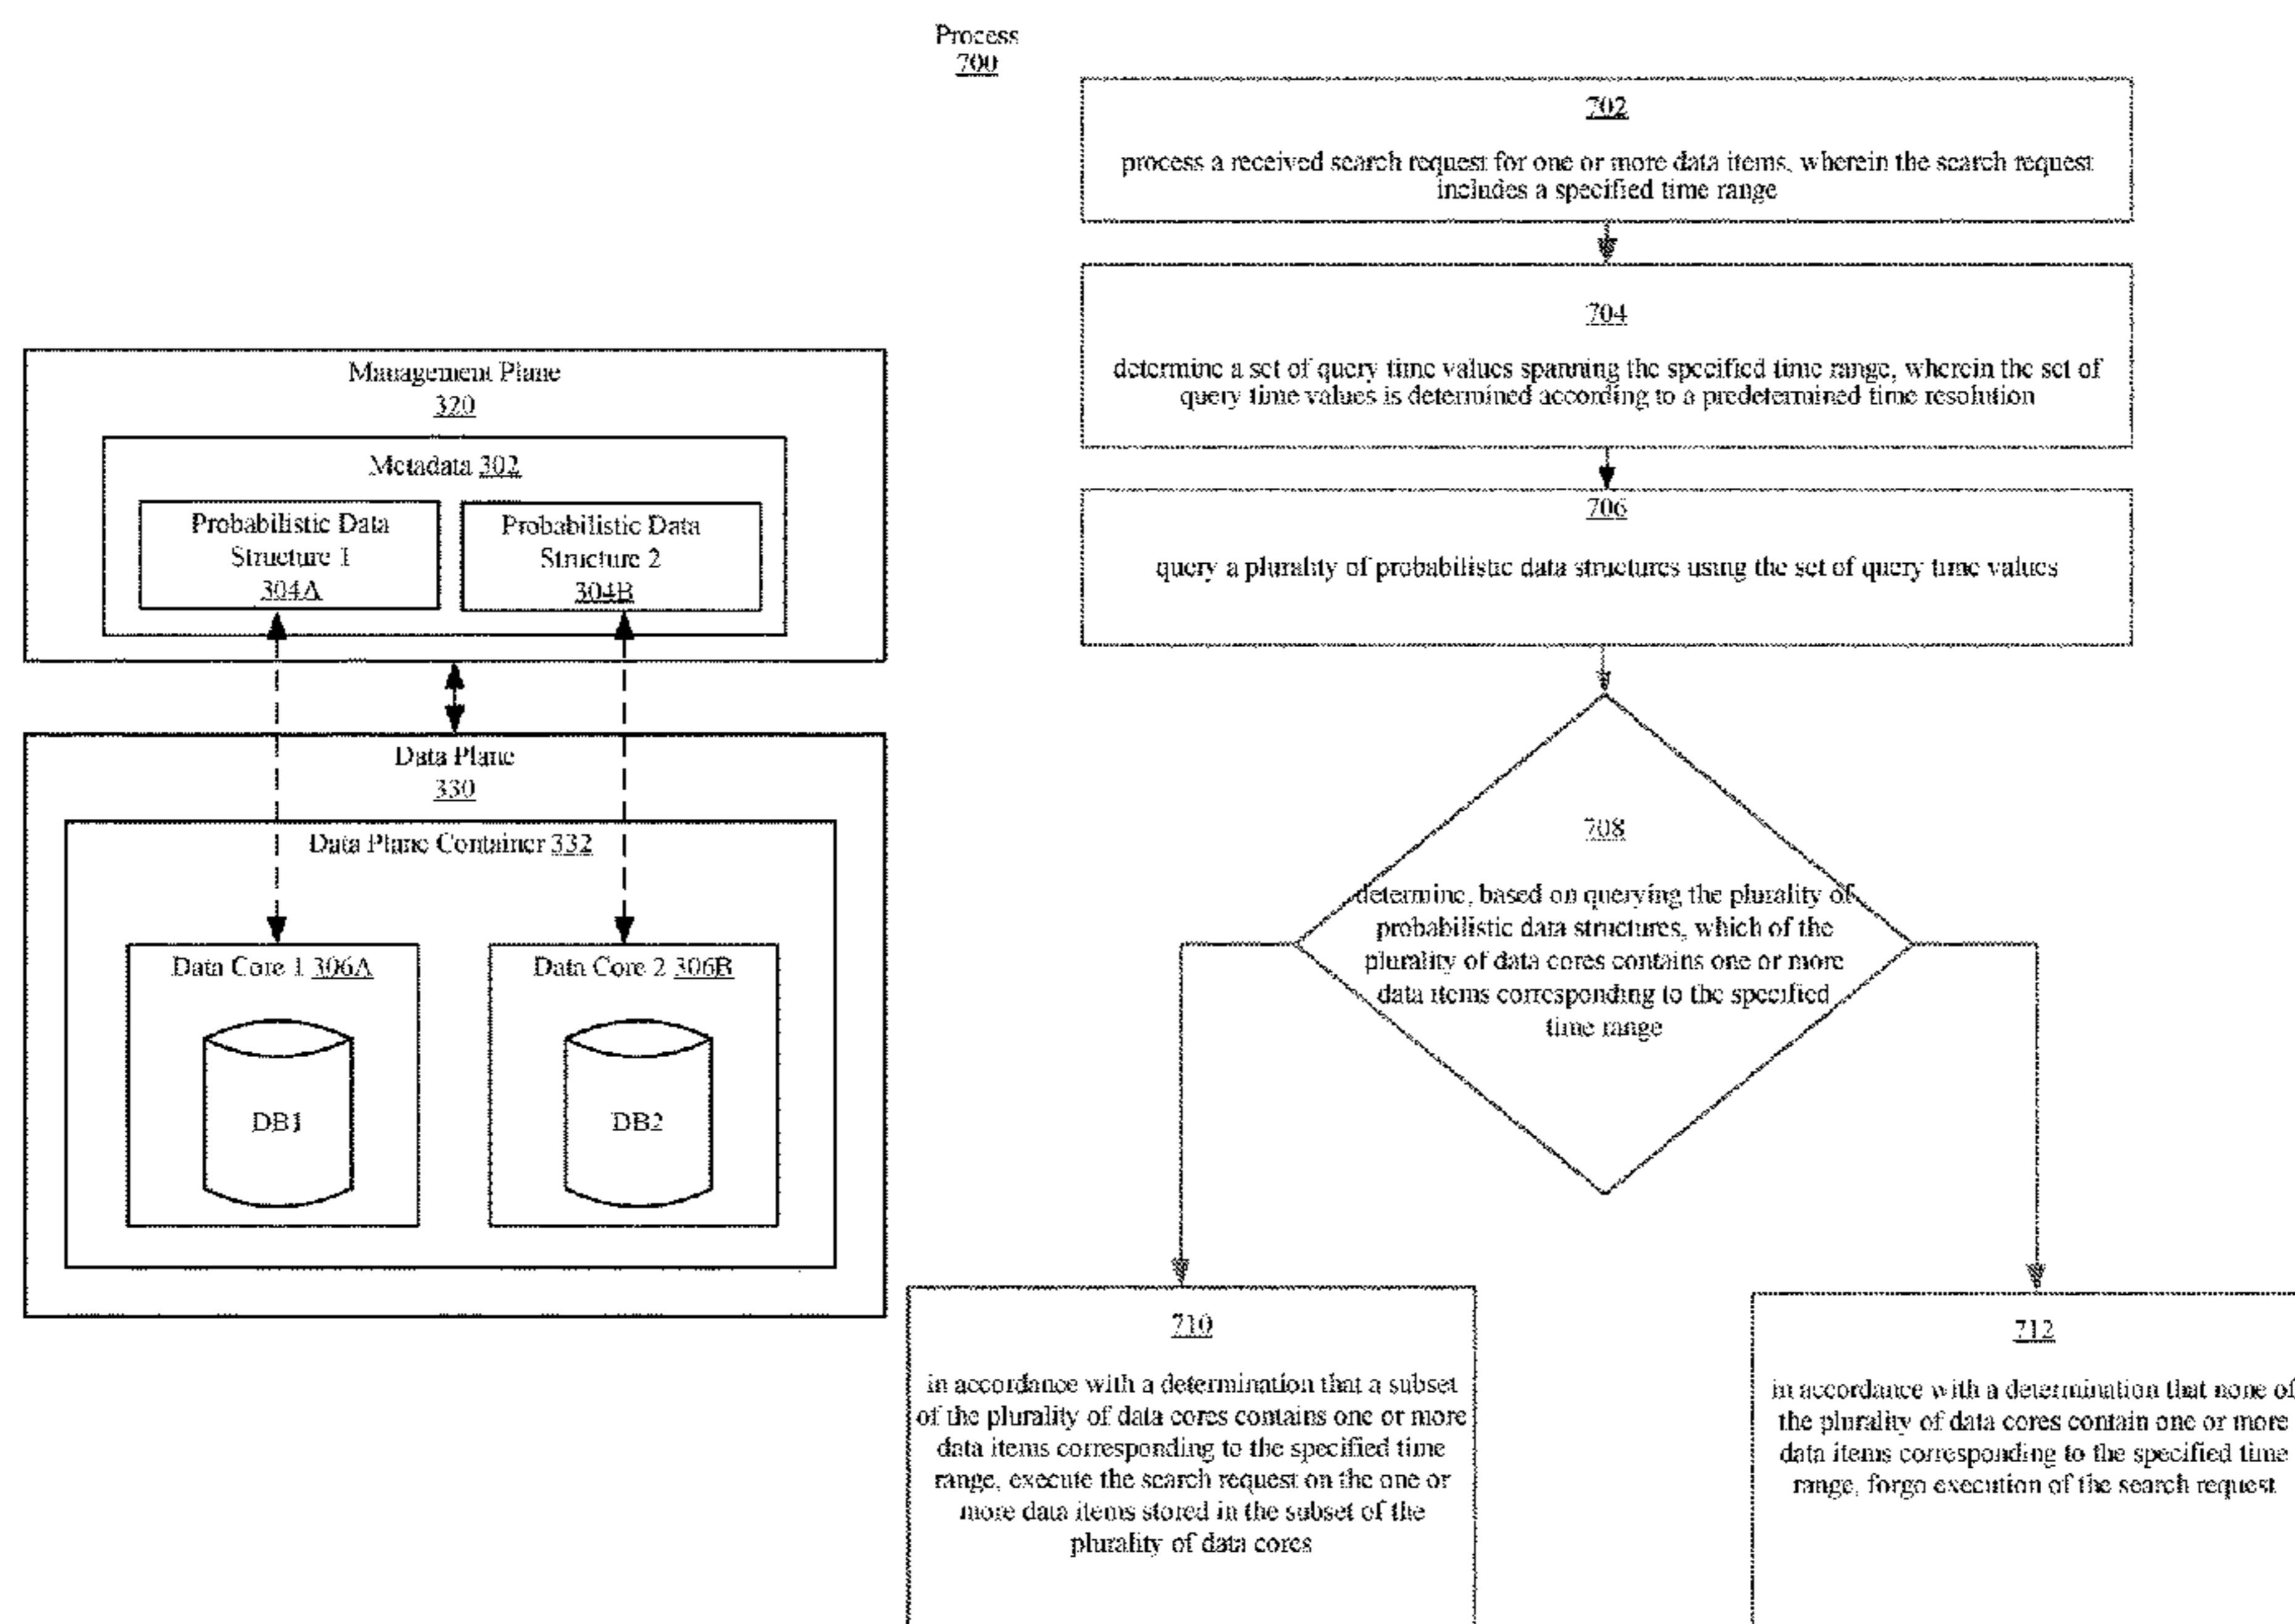 Process
700
702
process a received search request for one or more data items, wherein the search request
includes a specified time range
704
determine a set of query time values spanning the specified time range, wherein the set of
query time values is determined according to a predetermined time resolution
706
query a plurality of probabilistic data structures using the set of query time values
708
determine, based on querying the plurality of
probabilistic data structures, which of the
plurality of data cores contains one or more
data items corresponding to the specified
time range
710
in accordance with a determination that a subset
of the plurality of data cores contains one or more
data items corresponding to the specified time
range, execute the search request on the one or
more data items stored in the subset of the
plurality of data cores
712
in accordance with a determination that none of
the plurality of data cores contain one or more
data items corresponding to the specified time
range, forgo execution of the search request
Management Plane
320
Metadata 302
Probabilistic Data
Structure 1
304A
Probabilistic Data
Structure 2
304B
Data Plane
330
Data Plane Container 332
Data Core 1 306A
DB1
Data Core 2 306B
DB2